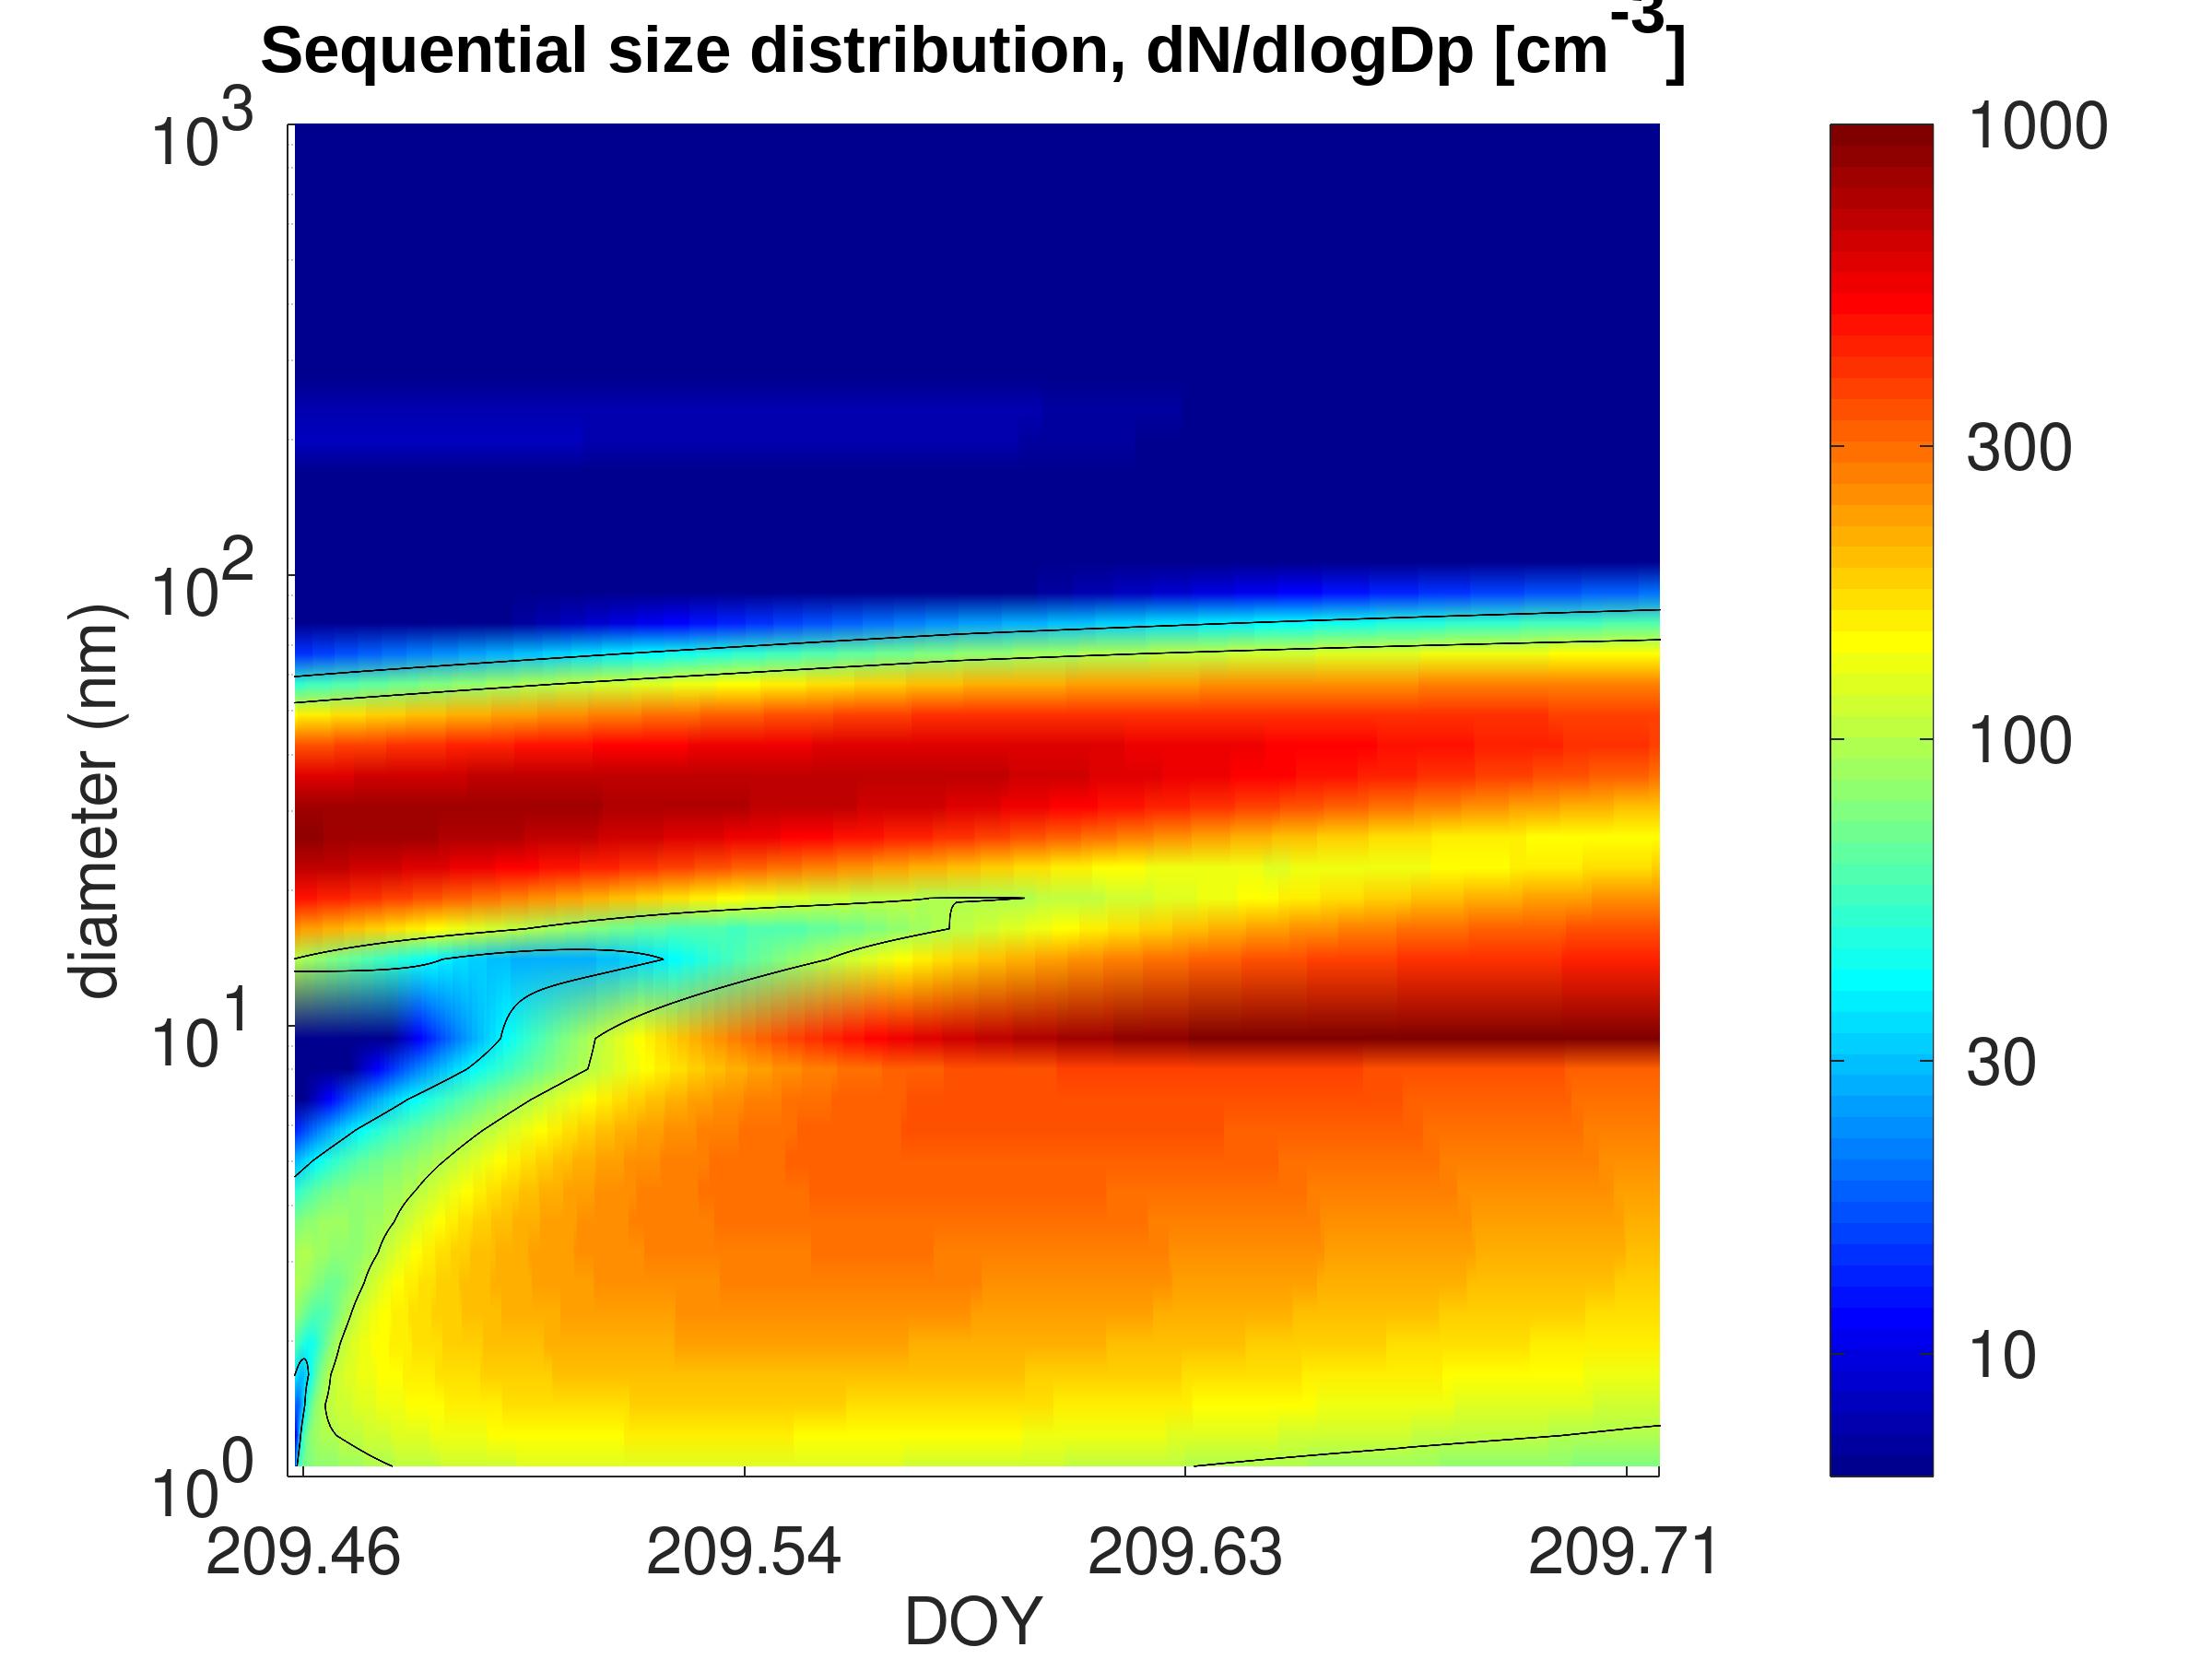 Sequential size distribution, dN/dlogDp [cm-3]
10^3
10^2
10^1
10^0
diameter (nm)
209.46 209.54 209.63 209.71
DOY
1000
300
100
30
10